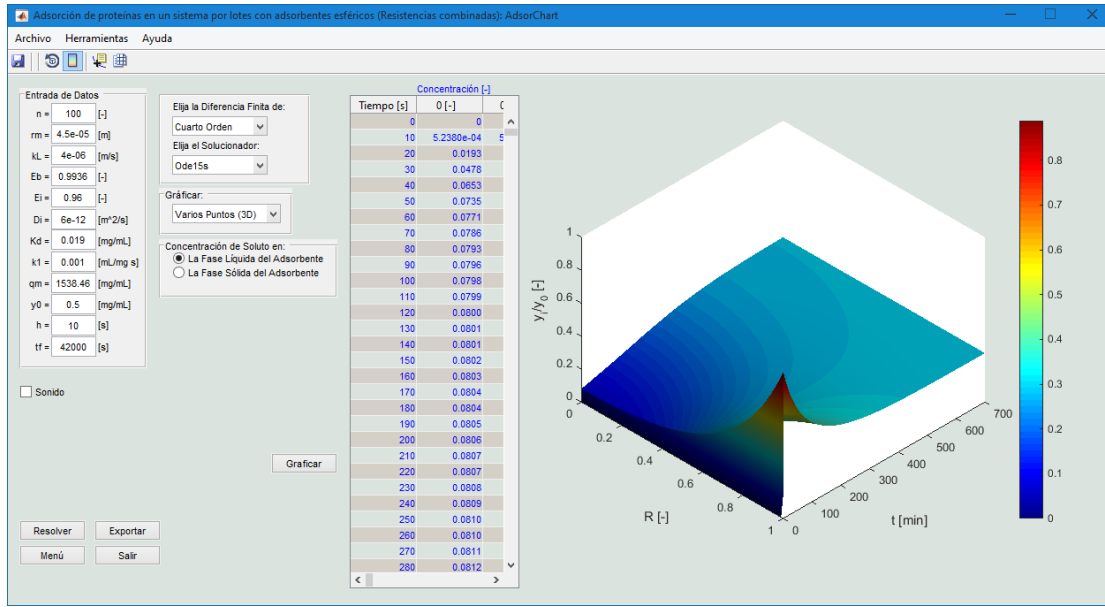 Adsorción de proteínas en un sistema por lotes con adsorbentes esféricos (Resistencias combinadas): AdsorChart
Archivo Herramientas Ayuda
Entrada de Datos
n = 100 [-]
rm = 4.5e-05 [m]
kL = 4e-06 [m/s]
Eb = 0.9936 [-]
Ei = 0.96 [-]
Di = 6e-12 [m^2/s]
Kd = 0.019 [mg/mL]
k1 = 0.001 [mL/mg s]
qm = 1538.46 [mg/mL]
y0 = 0.5 [mg/mL]
h = 10 [s]
tf = 42000 [s]
Sonido
Resolver Exportar
Menú Salir
Elija la Diferencia Finita de:
Cuarto Orden
Elija el Solucionador:
Ode15s
Gráficar:
Varios Puntos (3D)
Concentración de Soluto en:
La Fase Líquida del Adsorbente
La Fase Sólida del Adsorbente
Graficar
Concentración [-]
Tiempo [s] 0 [-]
0 0
10 5.2380e-04 5
20 0.0193
30 0.0478
40 0.0653
50 0.0735
60 0.0771
70 0.0786
80 0.0793
90 0.0796
100 0.0798
110 0.0799
120 0.0800
130 0.0801
140 0.0801
150 0.0802
160 0.0803
170 0.0804
180 0.0804
190 0.0805
200 0.0806
210 0.0807
220 0.0807
230 0.0808
240 0.0809
250 0.0810
260 0.0810
270 0.0811
280 0.0812
yi/y0 [-]
1
0.8
0.6
0.4
0.2
0
0
0.2
0.4
0.6
0.8
1
R [-]
0
100
200
300
400
500
600
700
t [min]
0.8
0.7
0.6
0.5
0.4
0.3
0.2
0.1
0